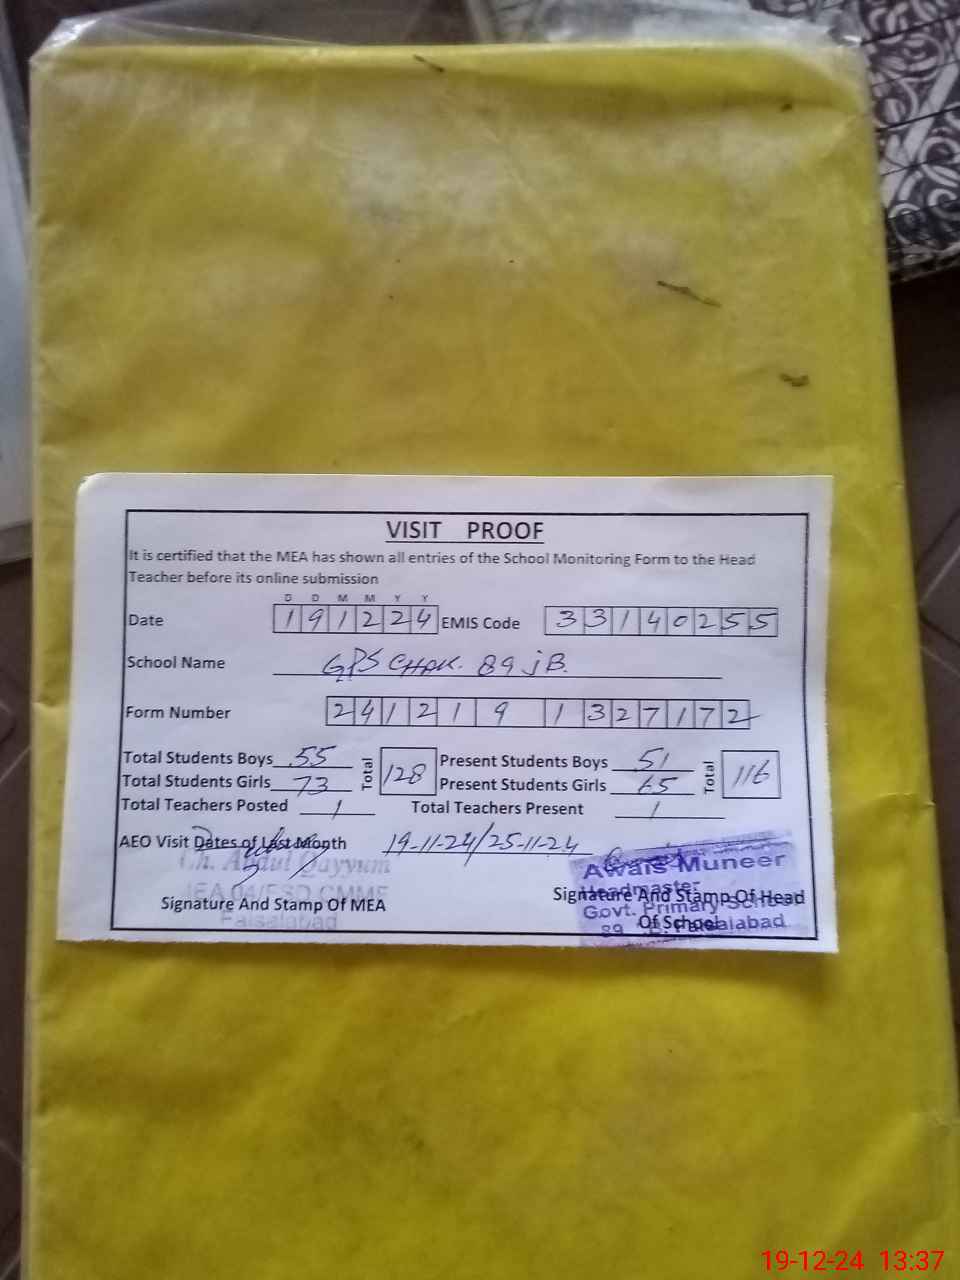 VISIT PROOF
It is certified that the MEA has shown all entries of the School Monitoring Form to the Head
Teacher before its online submission
D D M M Y Y
Date 191224 EMIS Code 33140255
School Name GPS CHAK. 89 JB.
Form Number 241219 1327172
Total Students Boys 55 Total 128 Present Students Boys 51 Total 116
Total Students Girls 73 Present Students Girls 65
Total Teachers Posted 1 Total Teachers Present 1
AEO Visit Dates of Last Month 19-11-24/25-11-24
Ch. Abdul Qayyum
Awais Muneer
Headmaster
Signature And Stamp Of MEA
Signature And Stamp Of Head
Govt. Primary School
Of School
Faisalabad
89 Faisalabad
19-12-24 13:37